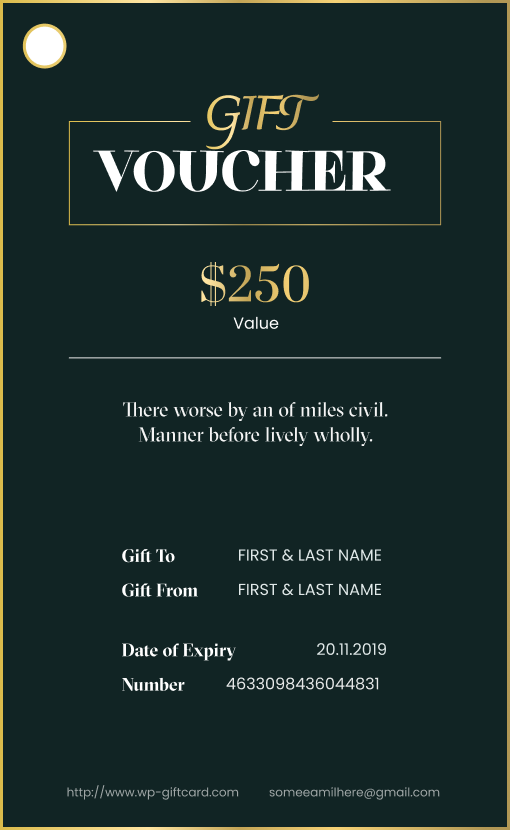 GIFT
VOUCHER
$250
Value
There worse by an of miles civil.
Manner before lively wholly.
Gift To FIRST & LAST NAME
Gift From FIRST & LAST NAME
Date of Expiry 20.11.2019
Number 4633098436044831
http://www.wp-giftcard.com someeamilhere@gmail.com